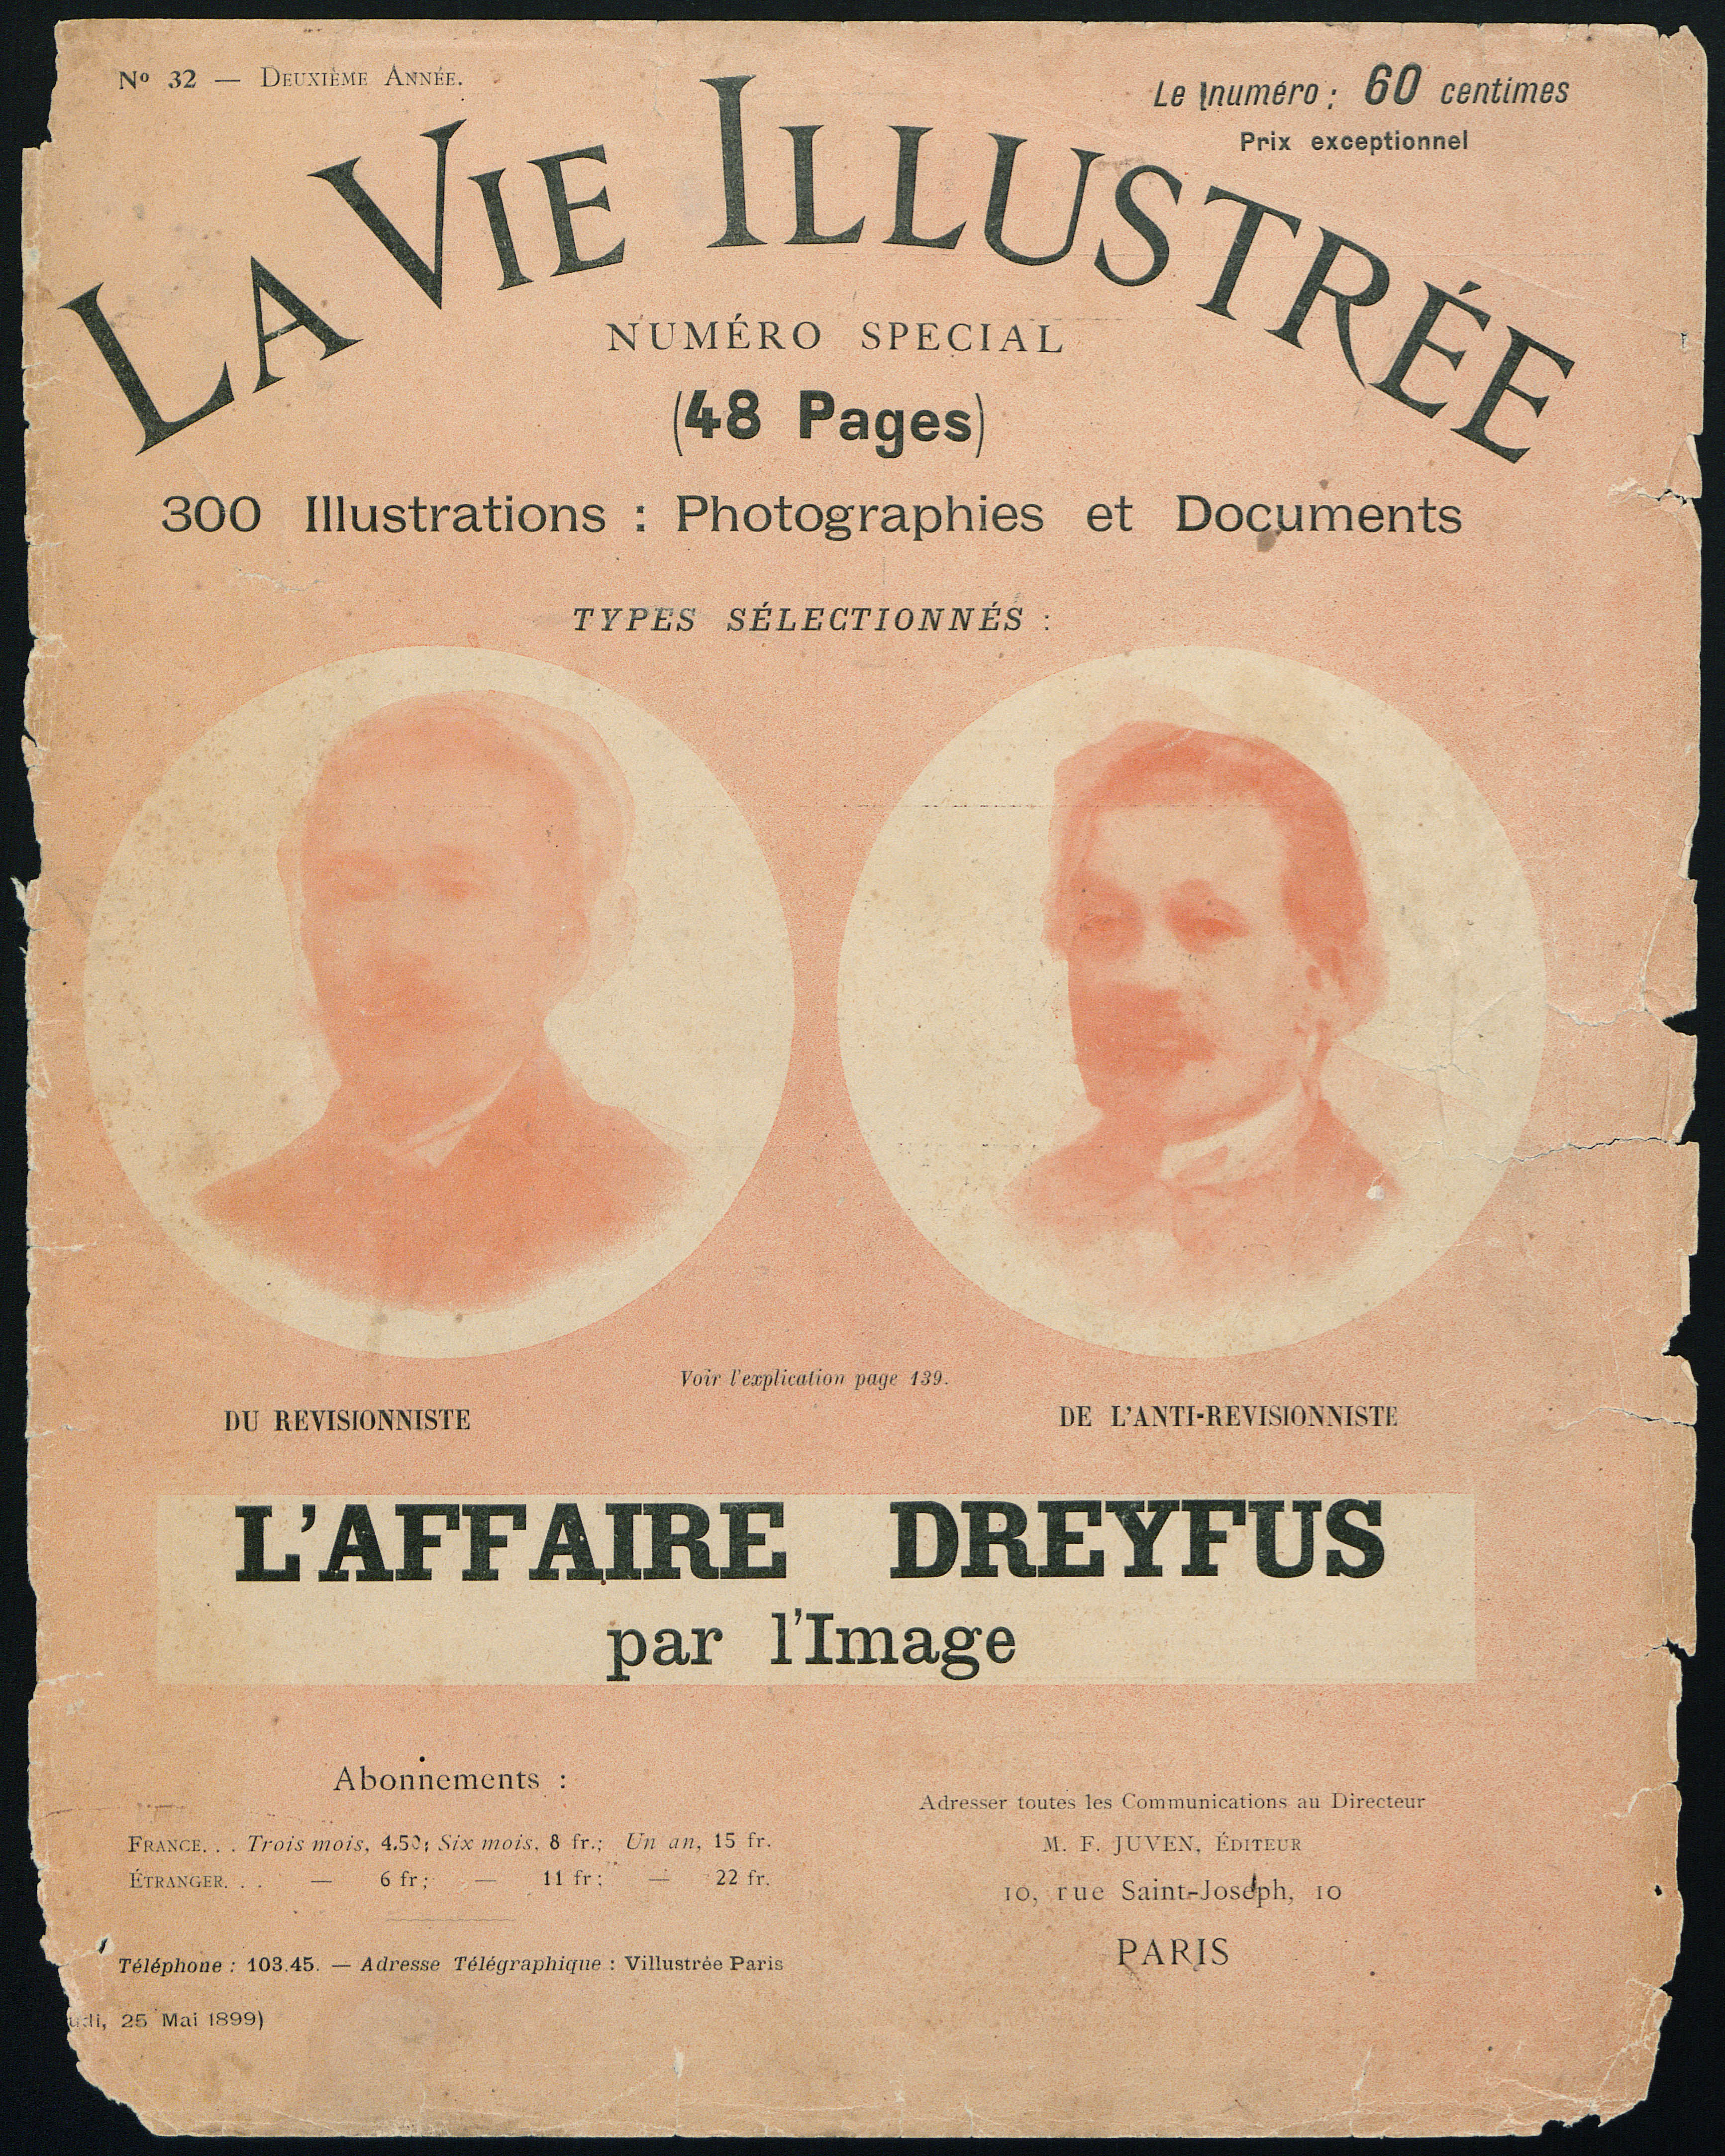 Nº 32 — DEUXIÈME ANNÉE.
Le numéro : 60 centimes
Prix exceptionnel
LA VIE ILLUSTRÉE
NUMÉRO SPECIAL
(48 Pages)
300 Illustrations : Photographies et Documents
TYPES SÉLECTIONNÉS :
Voir l'explication page 139.
DU REVISIONNISTE
DE L'ANTI-REVISIONNISTE
L'AFFAIRE DREYFUS
par l'Image
Abonnements :
FRANCE. . . Trois mois, 4.50; Six mois, 8 fr.; Un an, 15 fr.
ÉTRANGER. . . — 6 fr; — 11 fr; — 22 fr.
Téléphone : 103.45. — Adresse Télégraphique : Villustrée Paris
udi, 25 Mai 1899)
Adresser toutes les Communications au Directeur
M. F. JUVEN, ÉDITEUR
10, rue Saint-Joseph, 10
PARIS